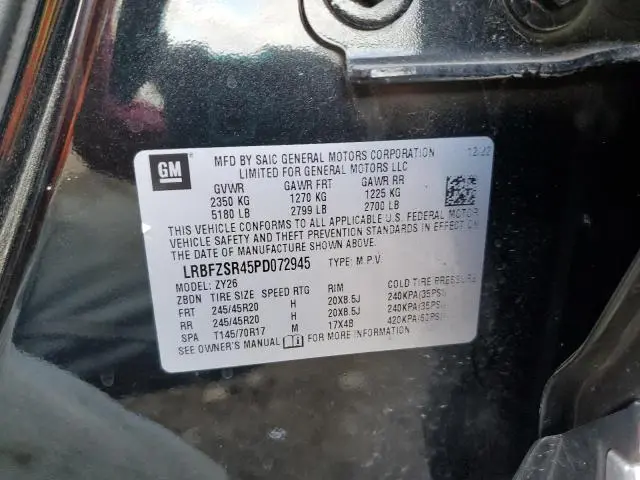 GM
MFD BY SAIC GENERAL MOTORS CORPORATION 12/22
LIMITED FOR GENERAL MOTORS LLC
GVWR GAWR FRT GAWR RR
2350 KG 1270 KG 1225 KG
5180 LB 2799 LB 2700 LB
THIS VEHICLE CONFORMS TO ALL APPLICABLE U.S. FEDERAL MOTOR
VEHICLE SAFETY AND THEFT PREVENTION STANDARDS IN EFFECT ON
THE DATE OF MANUFACTURE SHOWN ABOVE.
LRBFZSR45PD072945 TYPE: M.P.V.
MODEL: ZY26
ZBDN TIRE SIZE SPEED RTG RIM COLD TIRE PRESSURE
FRT 245/45R20 H 20X8.5J 240KPA(35PSI)
RR 245/45R20 H 20X8.5J 240KPA(35PSI)
SPA T145/70R17 M 17X4B 420KPA(60PSI)
SEE OWNER'S MANUAL FOR MORE INFORMATION